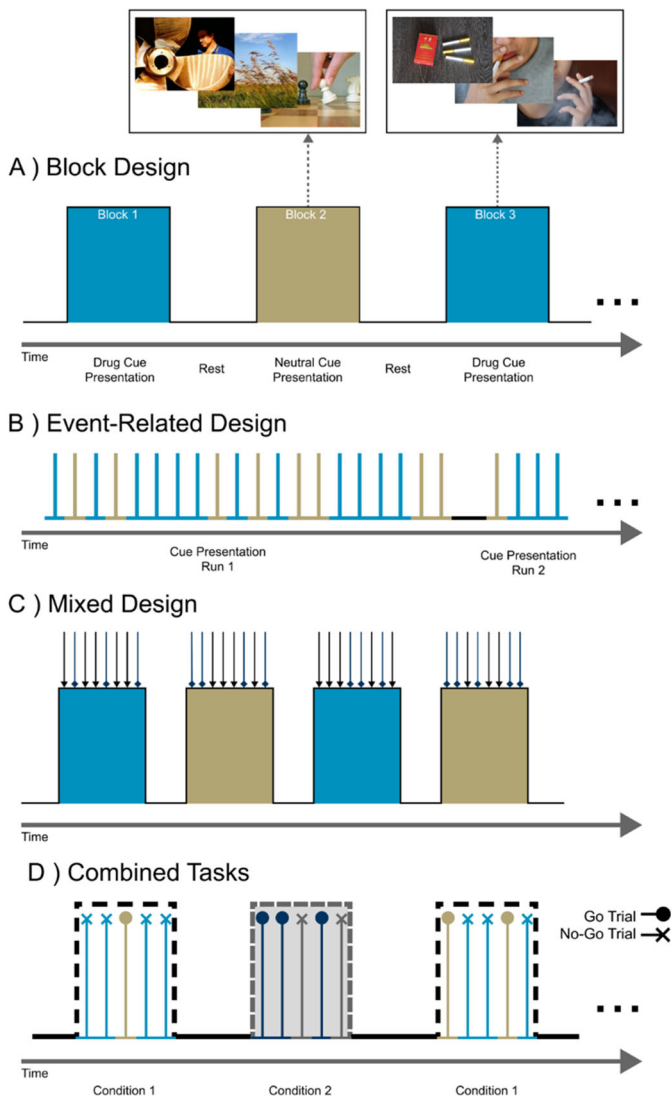 A ) Block Design
Block 1
Block 2
Block 3
Time
Drug Cue
Presentation
Rest
Neutral Cue
Presentation
Rest
Drug Cue
Presentation
B ) Event-Related Design
Time
Cue Presentation
Run 1
Cue Presentation
Run 2
C ) Mixed Design
Time
D ) Combined Tasks
Go Trial
No-Go Trial
Time
Condition 1
Condition 2
Condition 1